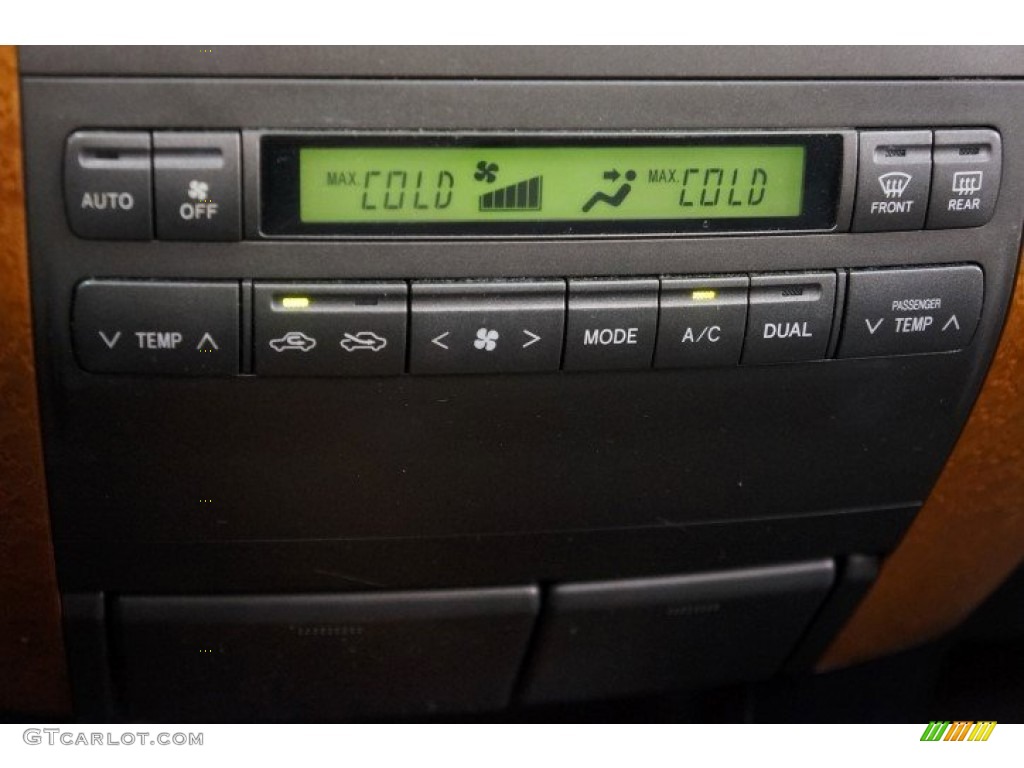 AUTO
OFF
MAX. COLD
MAX. COLD
FRONT
REAR
TEMP
MODE
A/C
DUAL
PASSENGER
TEMP
GTCARLOT.COM